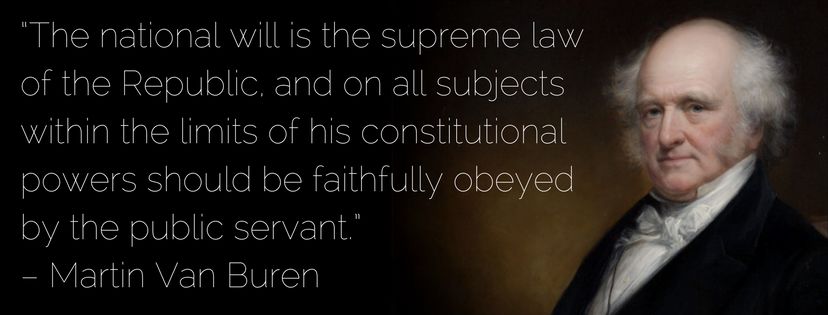 "The national will is the supreme law
of the Republic, and on all subjects
within the limits of his constitutional
powers should be faithfully obeyed
by the public servant."
– Martin Van Buren